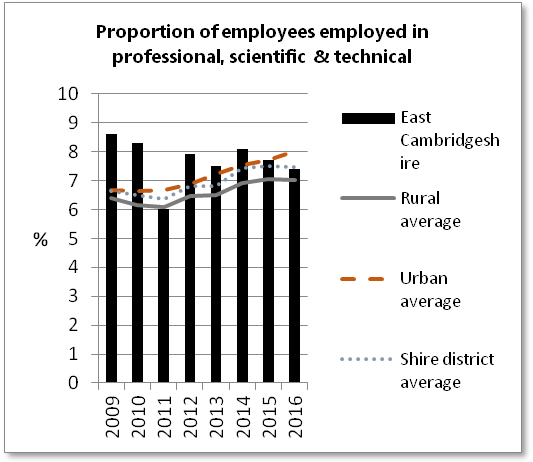 Proportion of employees employed in
professional, scientific & technical
10
9
8
7
6
5
4
3
2
1
0
%
2009
2010
2011
2012
2013
2014
2015
2016
East
Cambridgesh
ire
Rural
average
Urban
average
Shire district
average